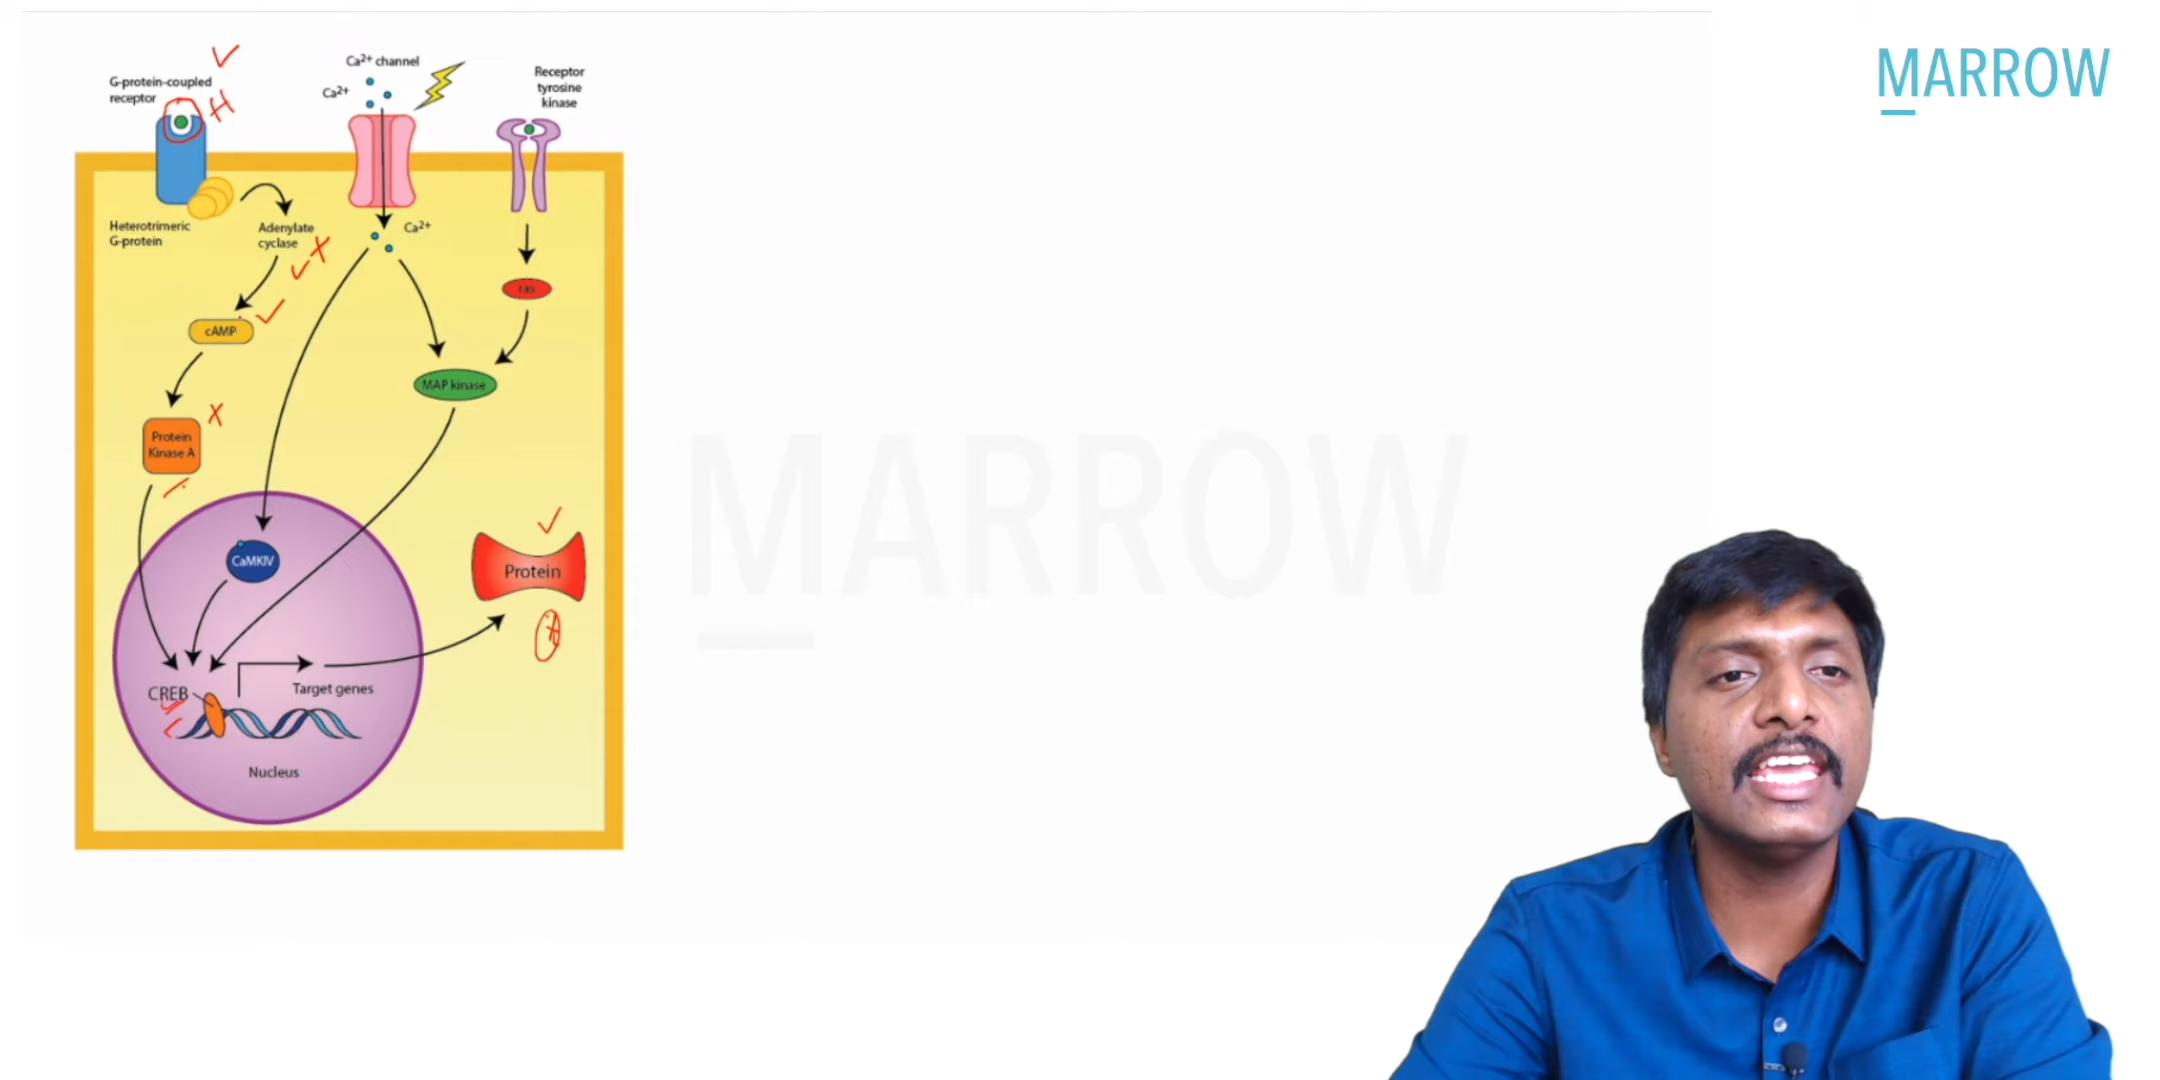 MARROW
G-protein-coupled
receptor
H
Ca2+ channel
Ca2+
Receptor
tyrosine
kinase
Heterotrimeric
G-protein
Adenylate
cyclase
Ca2+
ras
cAMP
MAP kinase
Protein
Kinase A
CaMKIV
Protein
CREB
Target genes
Nucleus
MARROW